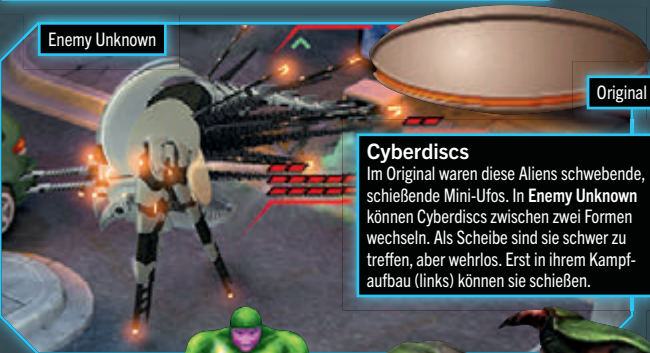 Enemy Unknown
Original
Cyberdiscs
Im Original waren diese Aliens schwebende,
schießende Mini-Ufos. In Enemy Unknown
können Cyberdiscs zwischen zwei Formen
wechseln. Als Scheibe sind sie schwer zu
treffen, aber wehrlos. Erst in ihrem Kampf-
aufbau (links) können sie schießen.